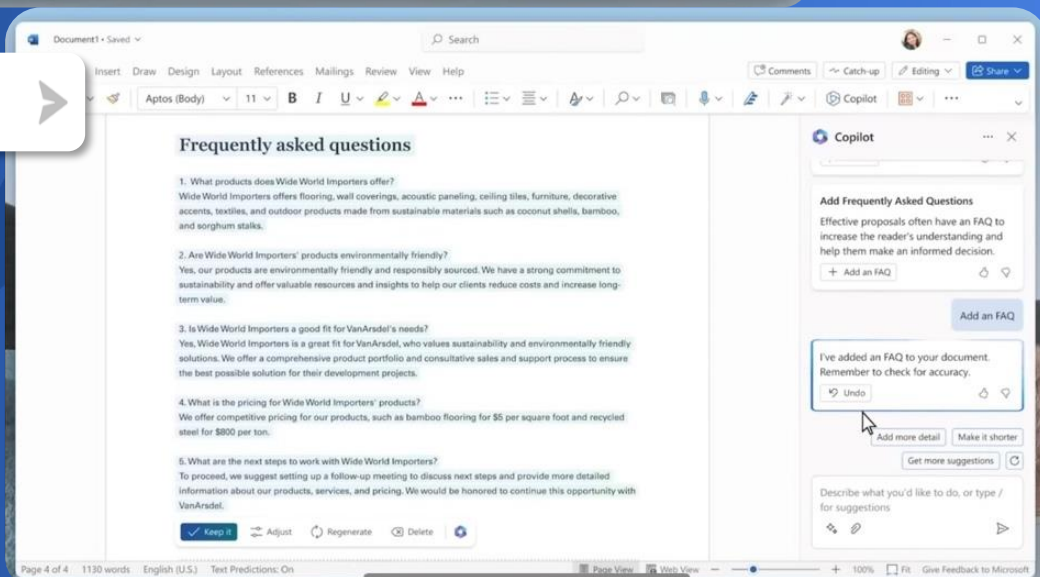 Document1 • Saved
Search
Insert Draw Design Layout References Mailings Review View Help
Comments Catch-up Editing Share
Aptos (Body) 11 B I U A ... Copilot ...
Frequently asked questions
1. What products does Wide World Importers offer?
Wide World Importers offers flooring, wall coverings, acoustic paneling, ceiling tiles, furniture, decorative
accents, textiles, and outdoor products made from sustainable materials such as coconut shells, bamboo,
and sorghum stalks.
2. Are Wide World Importers' products environmentally friendly?
Yes, our products are environmentally friendly and responsibly sourced. We have a strong commitment to
sustainability and offer valuable resources and insights to help our clients reduce costs and increase long-
term value.
3. Is Wide World Importers a good fit for VanArsdel's needs?
Yes, Wide World Importers is a great fit for VanArsdel, who values sustainability and environmentally friendly
solutions. We offer a comprehensive product portfolio and consultative sales and support process to ensure
the best possible solution for their development projects.
4. What is the pricing for Wide World Importers' products?
We offer competitive pricing for our products, such as bamboo flooring for $5 per square foot and recycled
steel for $800 per ton.
5. What are the next steps to work with Wide World Importers?
To proceed, we suggest setting up a follow-up meeting to discuss next steps and provide more detailed
information about our products, services, and pricing. We would be honored to continue this opportunity with
VanArsdel.
Keep it Adjust Regenerate Delete
Copilot ...
Add Frequently Asked Questions
Effective proposals often have an FAQ to
increase the reader's understanding and
help them make an informed decision.
+ Add an FAQ
Add an FAQ
I've added an FAQ to your document.
Remember to check for accuracy.
Undo
Add more detail Make it shorter
Get more suggestions
Describe what you'd like to do, or type /
for suggestions
Page 4 of 4 1130 words English (U.S.) Text Predictions: On Page View Web View − + 100% Fit Give Feedback to Microsoft